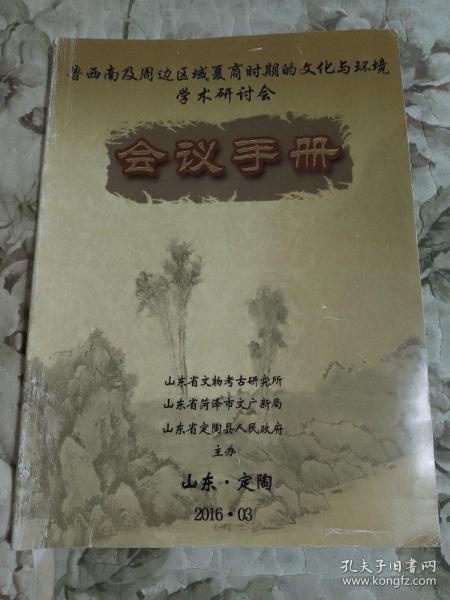 鲁西南及周边区域夏商时期的文化与环境
学术研讨会
会议手册
山东省文物考古研究所
山东省菏泽市文广新局
山东省定陶县人民政府
主办
山东·定陶
2016·03
孔夫子旧书网
www.kongfz.com